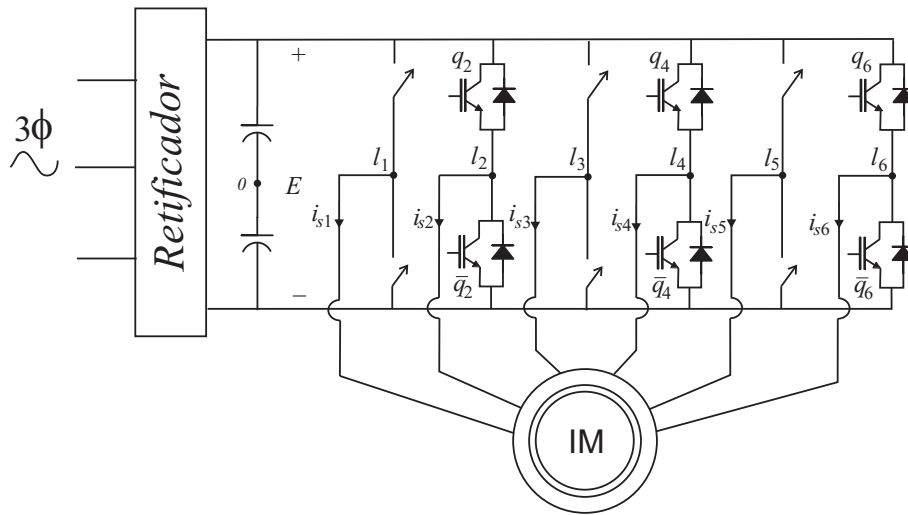 3ϕ
Retificador
+
0
E
−
q2
q4
q6
l1
l2
l3
l4
l5
l6
is1
is2
is3
is4
is5
is6
q̅2
q̅4
q̅6
IM